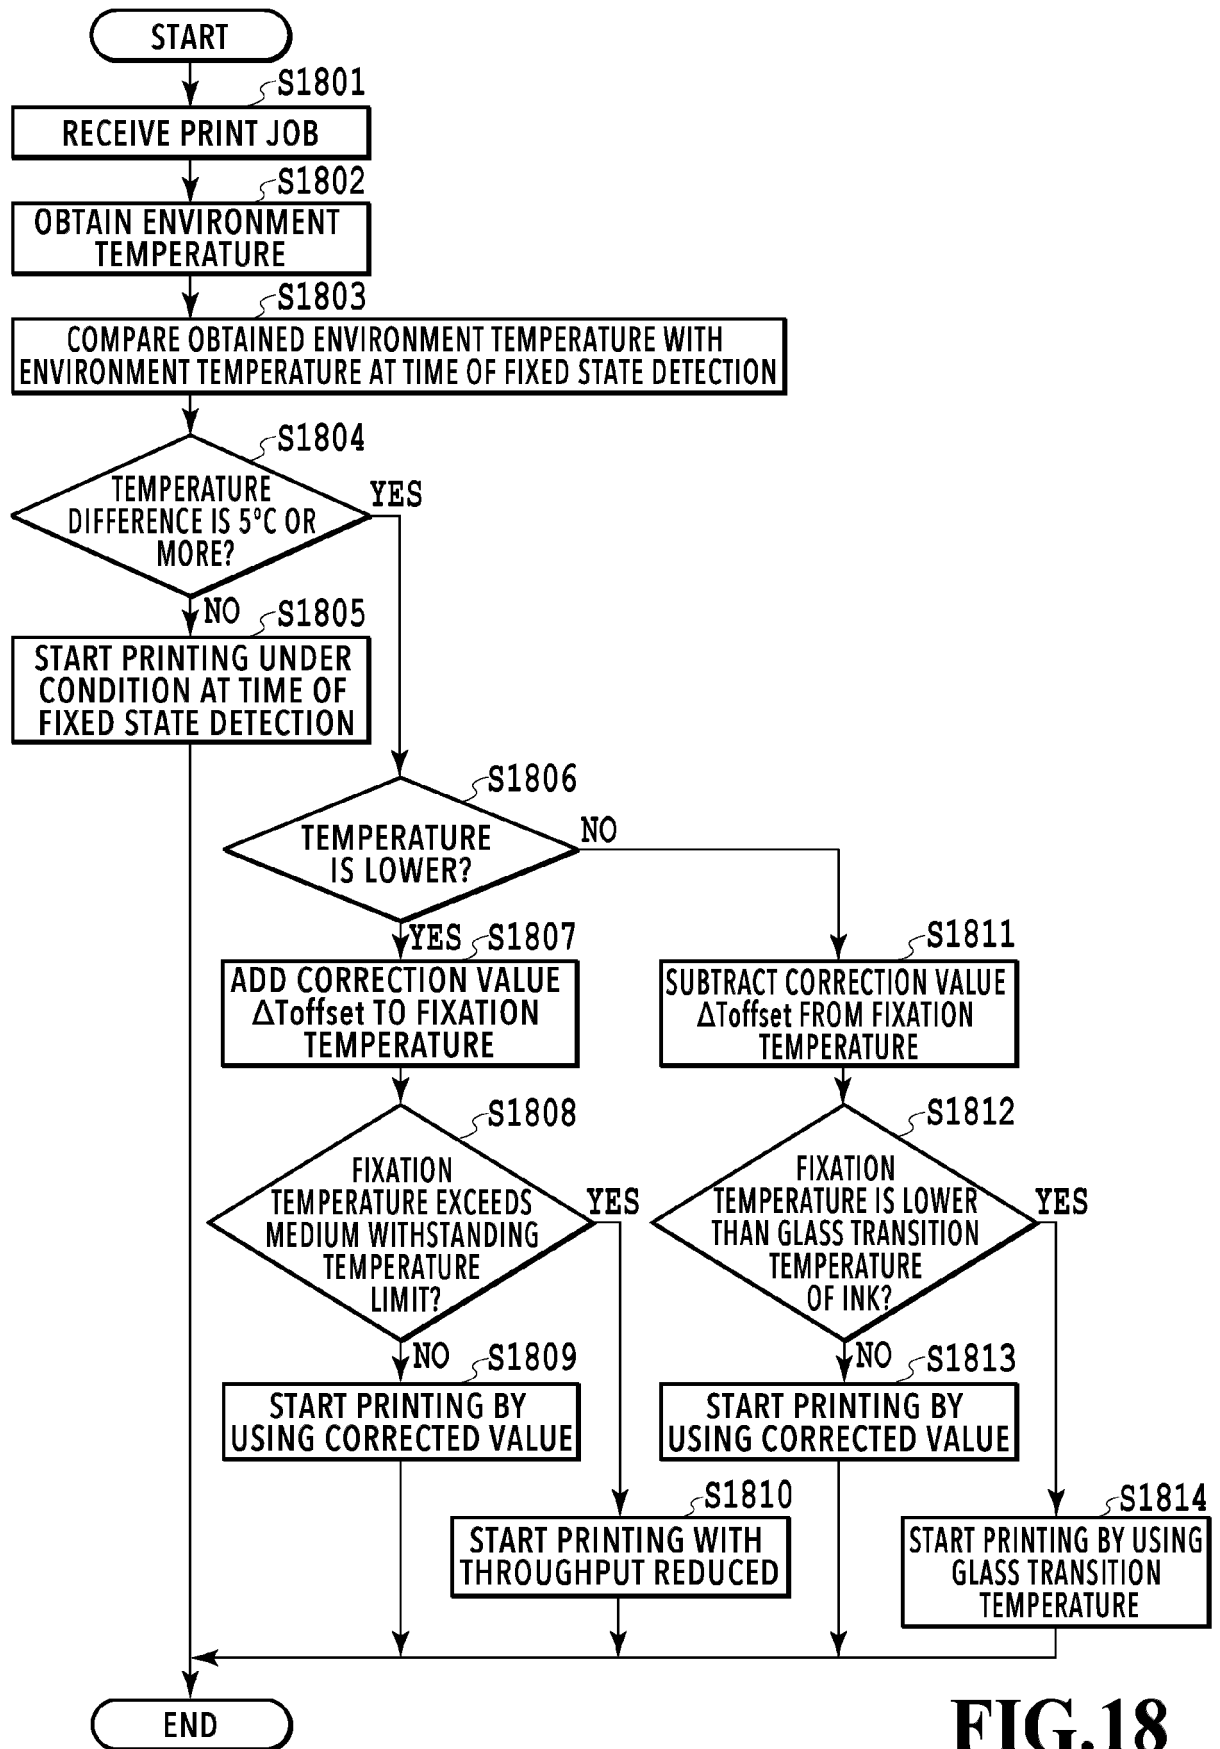 START
S1801
RECEIVE PRINT JOB
S1802
OBTAIN ENVIRONMENT
TEMPERATURE
S1803
COMPARE OBTAINED ENVIRONMENT TEMPERATURE WITH
ENVIRONMENT TEMPERATURE AT TIME OF FIXED STATE DETECTION
S1804
TEMPERATURE
DIFFERENCE IS 5°C OR
MORE?
YES
NO
S1805
START PRINTING UNDER
CONDITION AT TIME OF
FIXED STATE DETECTION
S1806
TEMPERATURE
IS LOWER?
NO
YES
S1807
ADD CORRECTION VALUE
ΔToffset TO FIXATION
TEMPERATURE
S1811
SUBTRACT CORRECTION VALUE
ΔToffset FROM FIXATION
TEMPERATURE
S1808
FIXATION
TEMPERATURE EXCEEDS
MEDIUM WITHSTANDING
TEMPERATURE
LIMIT?
YES
S1812
FIXATION
TEMPERATURE IS LOWER
THAN GLASS TRANSITION
TEMPERATURE
OF INK?
YES
NO
S1809
START PRINTING BY
USING CORRECTED VALUE
NO
S1813
START PRINTING BY
USING CORRECTED VALUE
S1810
START PRINTING WITH
THROUGHPUT REDUCED
S1814
START PRINTING BY USING
GLASS TRANSITION
TEMPERATURE
END
FIG.18